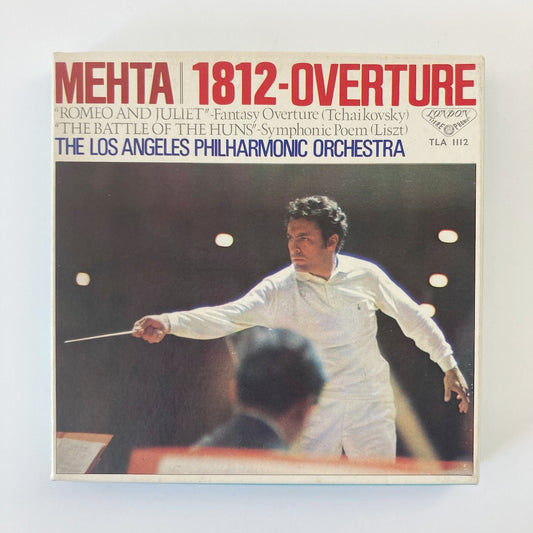 MEHTA | 1812-OVERTURE
"ROMEO AND JULIET"-Fantasy Overture (Tchaikovsky)
"THE BATTLE OF THE HUNS"-Symphonic Poem (Liszt)
THE LOS ANGELES PHILHARMONIC ORCHESTRA
LONDON
STEREOPHONIC
TLA 1112